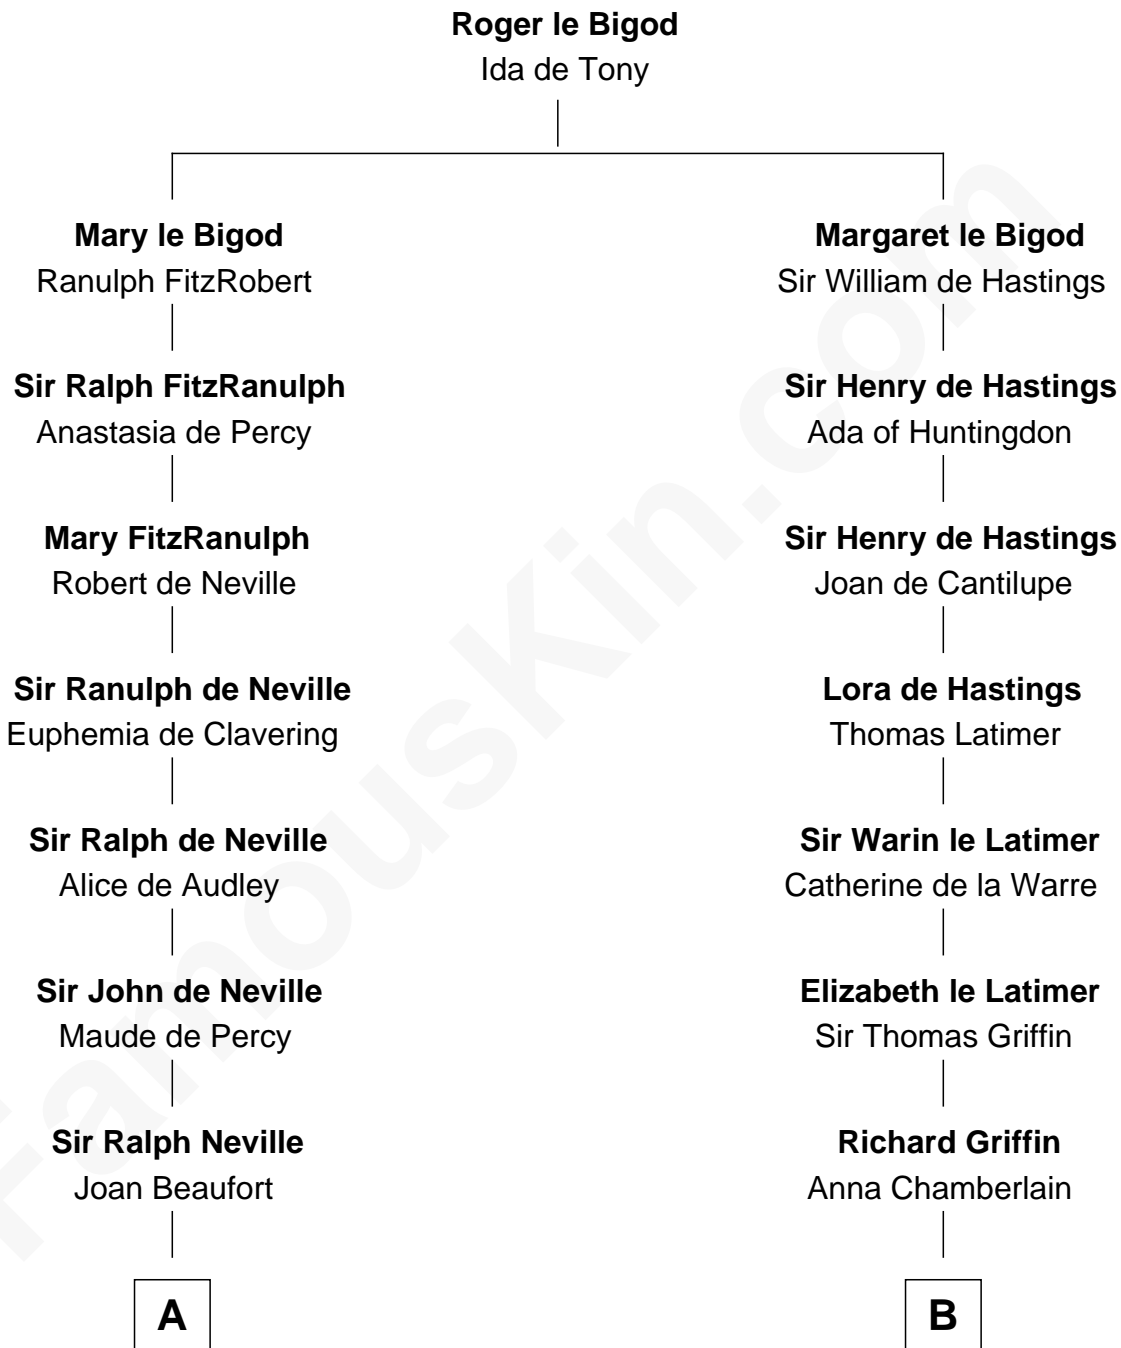 Roger le Bigod
Ida de Tony
Mary le Bigod
Ranulph FitzRobert
Margaret le Bigod
Sir William de Hastings
Sir Ralph FitzRanulph
Anastasia de Percy
Sir Henry de Hastings
Ada of Huntingdon
Mary FitzRanulph
Robert de Neville
Sir Henry de Hastings
Joan de Cantilupe
Sir Ranulph de Neville
Euphemia de Clavering
Lora de Hastings
Thomas Latimer
Sir Ralph de Neville
Alice de Audley
Sir Warin le Latimer
Catherine de la Warre
Sir John de Neville
Maude de Percy
Elizabeth le Latimer
Sir Thomas Griffin
Sir Ralph Neville
Joan Beaufort
Richard Griffin
Anna Chamberlain
A
B
FamousKin.com